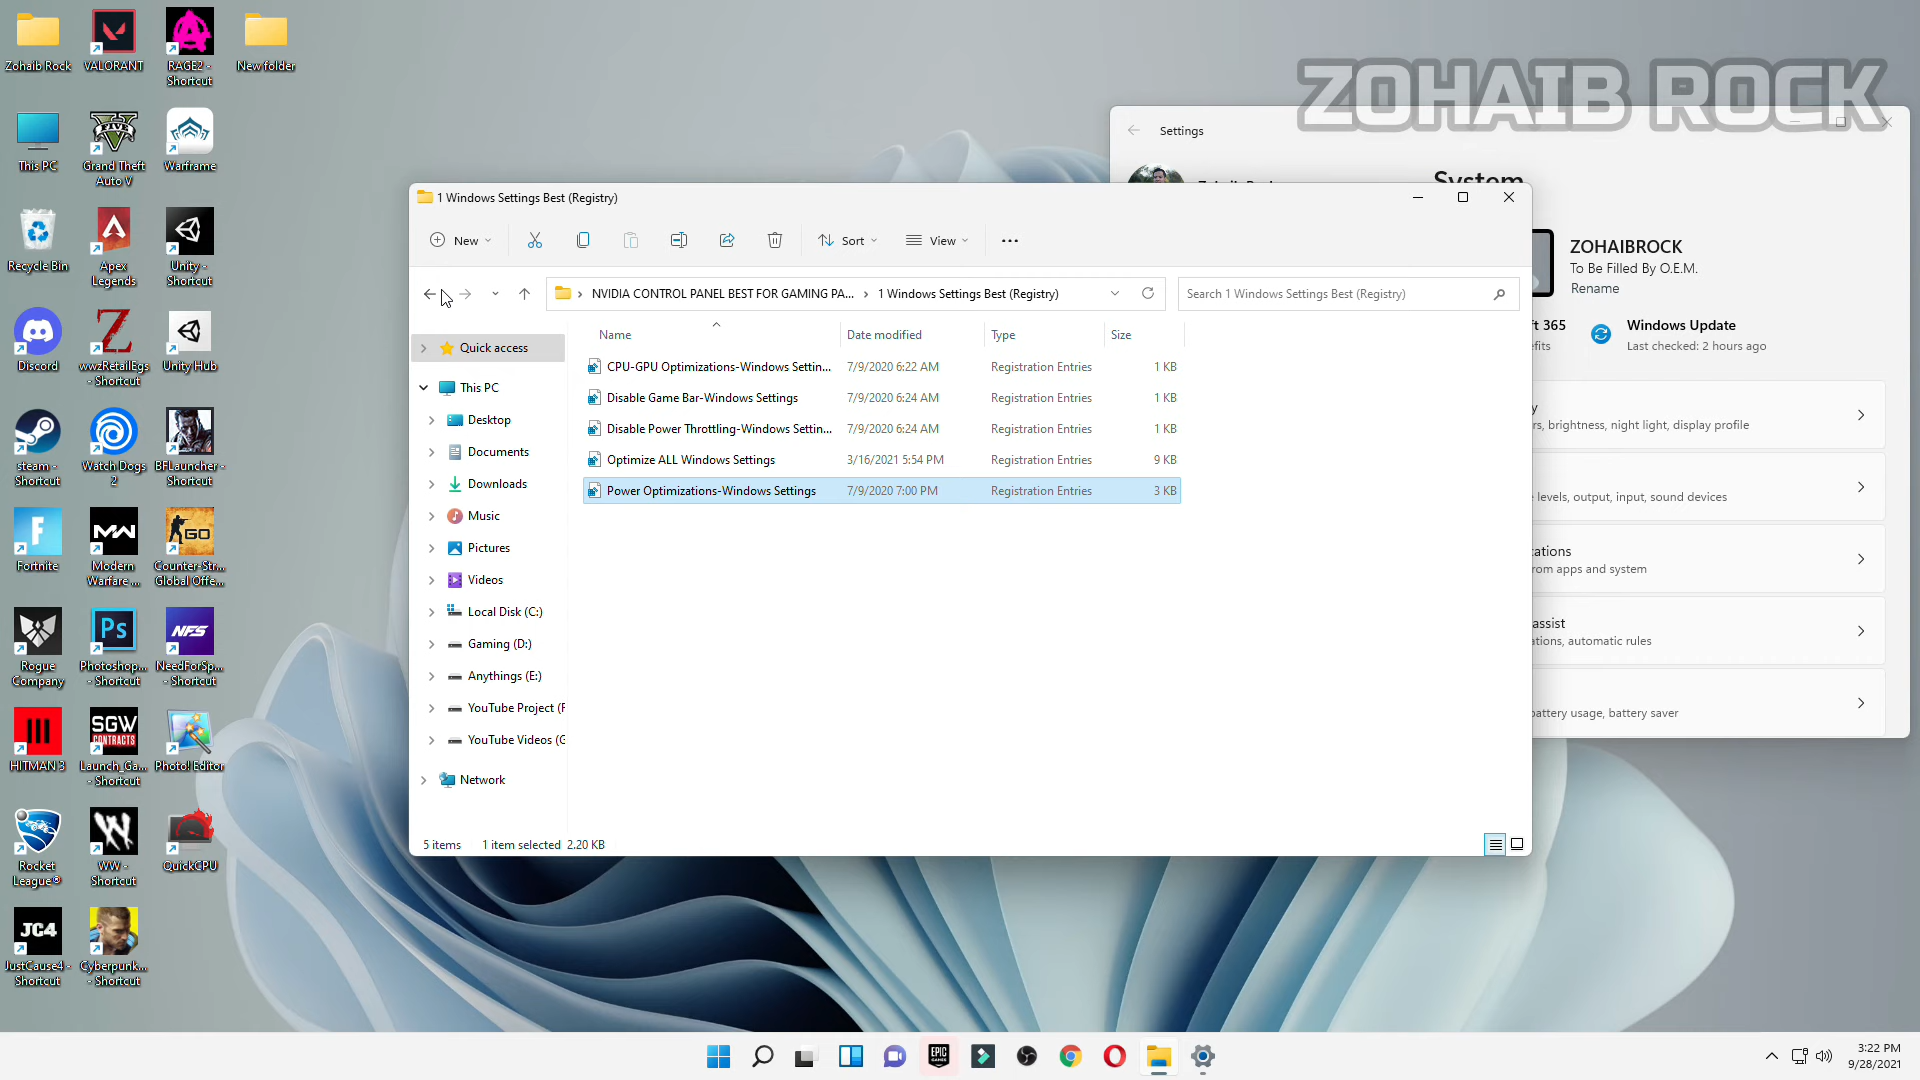 ZOHAIB ROCK
Zohaib Rock
VALORANT
RAGE2 -
Shortcut
New folder
This PC
Grand Theft
Auto V
Warframe
Recycle Bin
Apex
Legends
Unity -
Shortcut
Discord
wwzRetailEgs
- Shortcut
Unity Hub
steam -
Shortcut
Watch Dogs
2
BFLauncher -
Shortcut
Fortnite
Modern
Warfare ...
Counter-Str...
Global Offe...
Rogue
Company
Photoshop...
- Shortcut
NeedForSp...
- Shortcut
HITMAN 3
Launch_Ga...
- Shortcut
Photo! Editor
Rocket
League®
WW -
Shortcut
QuickCPU
JustCause4 -
Shortcut
Cyberpunk...
- Shortcut
FIVE
MW
GO
Ps
NFS
SGW
CONTRACTS
JC4
Settings
System
ZOHAIBROCK
To Be Filled By O.E.M.
Rename
ft 365
efits
Windows Update
Last checked: 2 hours ago
y
rs, brightness, night light, display profile
e levels, output, input, sound devices
cations
rom apps and system
assist
ations, automatic rules
battery usage, battery saver
1 Windows Settings Best (Registry)
New
Sort
View
NVIDIA CONTROL PANEL BEST FOR GAMING PA...
1 Windows Settings Best (Registry)
Search 1 Windows Settings Best (Registry)
Quick access
This PC
Desktop
Documents
Downloads
Music
Pictures
Videos
Local Disk (C:)
Gaming (D:)
Anythings (E:)
YouTube Project (F
YouTube Videos (G
Network
Name Date modified Type Size
CPU-GPU Optimizations-Windows Settin... 7/9/2020 6:22 AM Registration Entries 1 KB
Disable Game Bar-Windows Settings 7/9/2020 6:24 AM Registration Entries 1 KB
Disable Power Throttling-Windows Settin... 7/9/2020 6:24 AM Registration Entries 1 KB
Optimize ALL Windows Settings 3/16/2021 5:54 PM Registration Entries 9 KB
Power Optimizations-Windows Settings 7/9/2020 7:00 PM Registration Entries 3 KB
5 items 1 item selected 2.20 KB
EPIC
GAMES
3:22 PM
9/28/2021